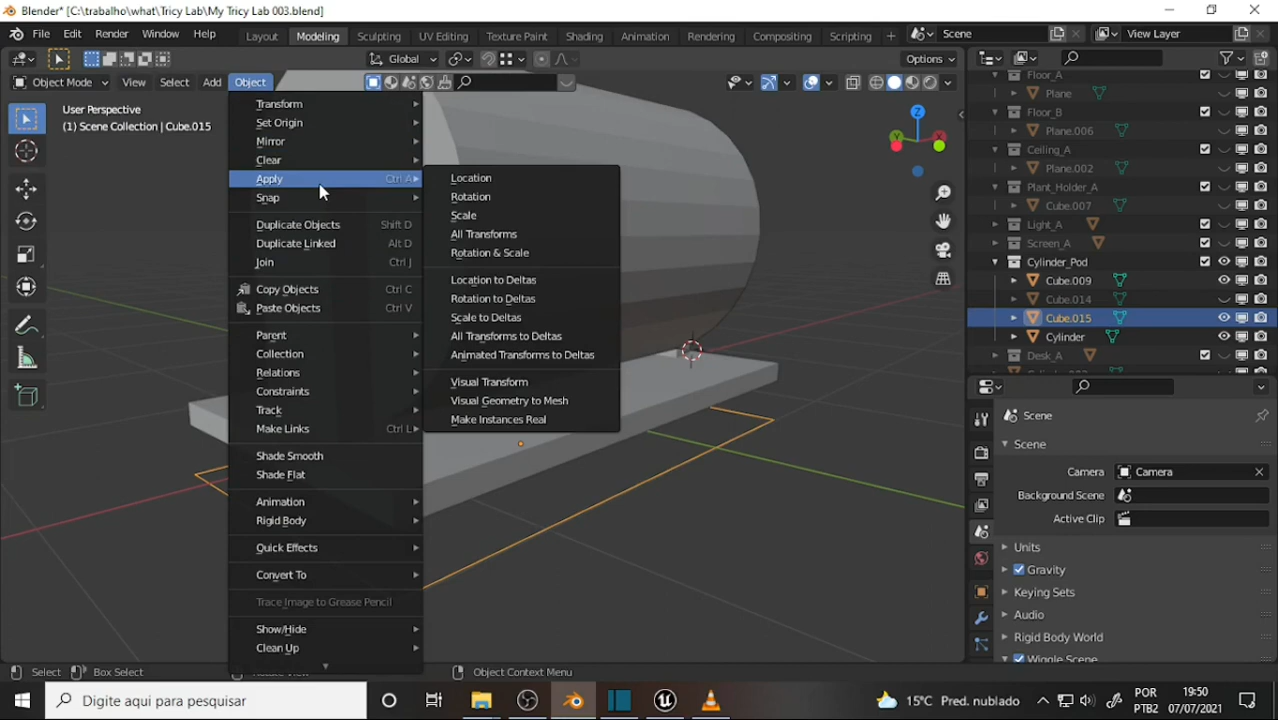 Blender* [C:\trabalho\what\Tricy Lab\My Tricy Lab 003.blend]
File Edit Render Window Help Layout Modeling Sculpting UV Editing Texture Paint Shading Animation Rendering Compositing Scripting + Scene View Layer
Global Options
Object Mode View Select Add Object
User Perspective
(1) Scene Collection | Cube.015
Transform
Set Origin
Mirror
Clear
Apply Ctrl A
Snap
Duplicate Objects Shift D
Duplicate Linked Alt D
Join Ctrl J
Copy Objects Ctrl C
Paste Objects Ctrl V
Parent
Collection
Relations
Constraints
Track
Make Links Ctrl L
Shade Smooth
Shade Flat
Animation
Rigid Body
Quick Effects
Convert To
Trace Image to Grease Pencil
Show/Hide
Clean Up
Location
Rotation
Scale
All Transforms
Rotation & Scale
Location to Deltas
Rotation to Deltas
Scale to Deltas
All Transforms to Deltas
Animated Transforms to Deltas
Visual Transform
Visual Geometry to Mesh
Make Instances Real
Z
Floor_A
Plane
Floor_B
Plane.006
Ceiling_A
Plane.002
Plant_Holder_A
Cube.007
Light_A
Screen_A
Cylinder_Pod
Cube.009
Cube.014
Cube.015
Cylinder
Desk_A
Scene
Scene
Camera Camera
Background Scene
Active Clip
Units
Gravity
Keying Sets
Audio
Rigid Body World
Wiggle Scene
Select Box Select Rotate View Object Context Menu
Digite aqui para pesquisar
15°C Pred. nublado
POR
PTB2
19:50
07/07/2021